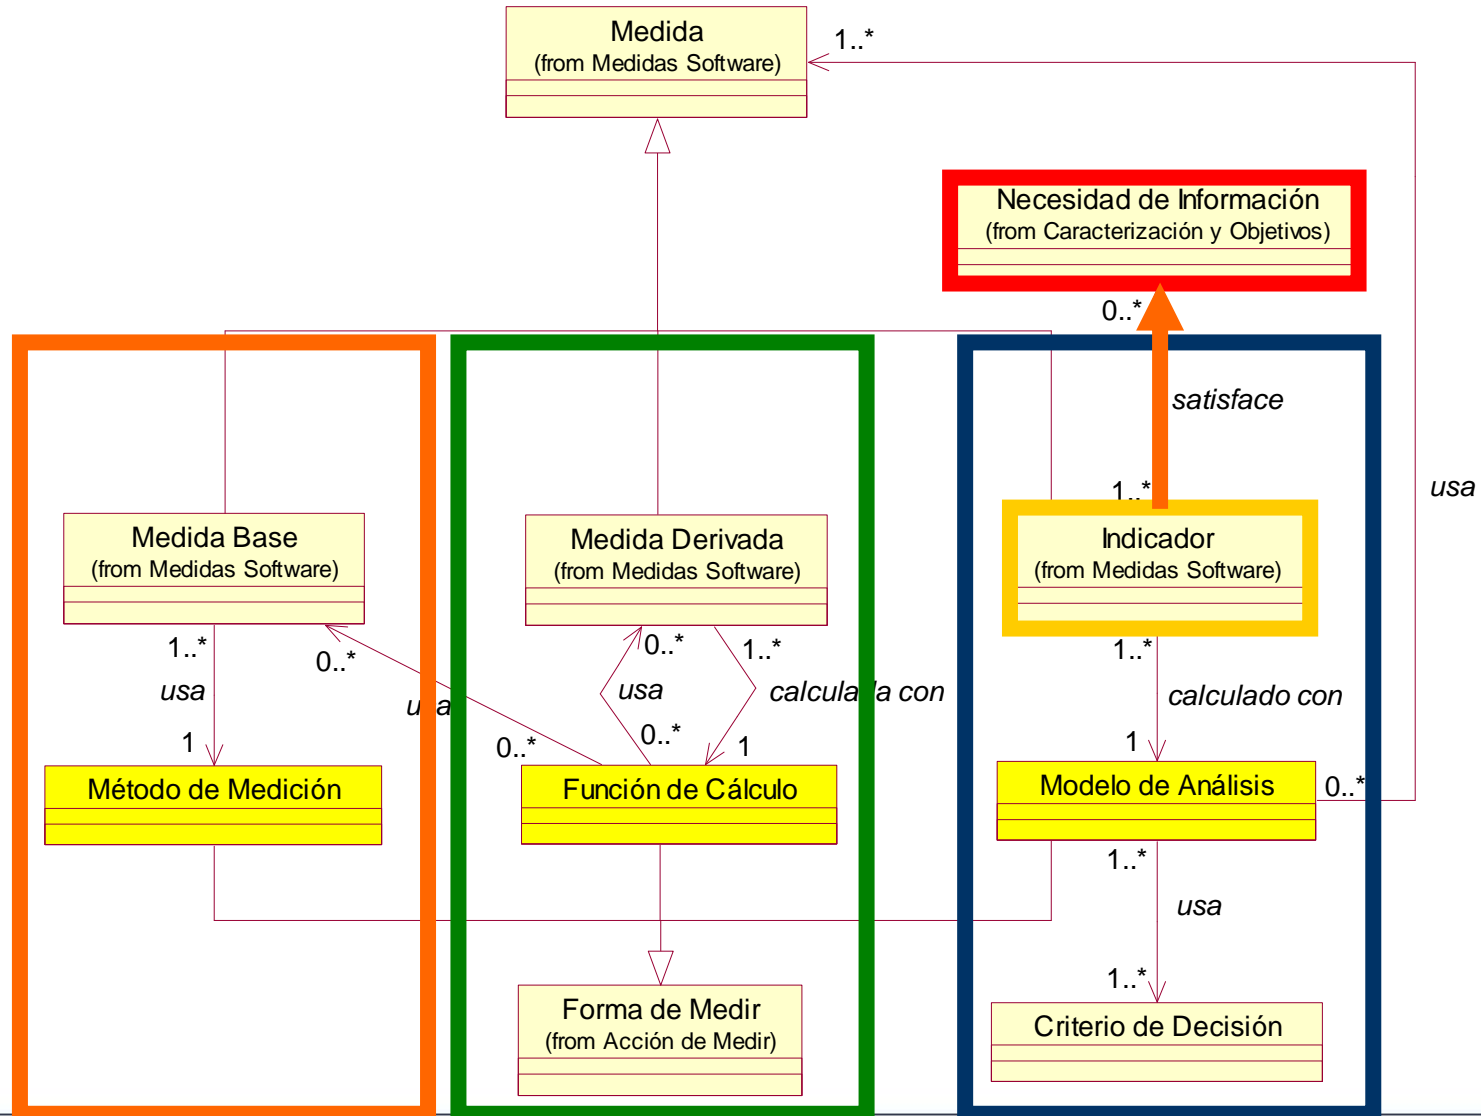 Medida
(from Medidas Software)
1..*
Necesidad de Información
(from Caracterización y Objetivos)
0..*
satisface
1..*
usa
Medida Base
(from Medidas Software)
Medida Derivada
(from Medidas Software)
Indicador
(from Medidas Software)
1..*
0..*
0..*
1..*
1..*
usa
usa
usa
calculada con
calculado con
1
0..*
0..*
1
1
Método de Medición
Función de Cálculo
Modelo de Análisis
0..*
1..*
usa
1..*
Forma de Medir
(from Acción de Medir)
Criterio de Decisión